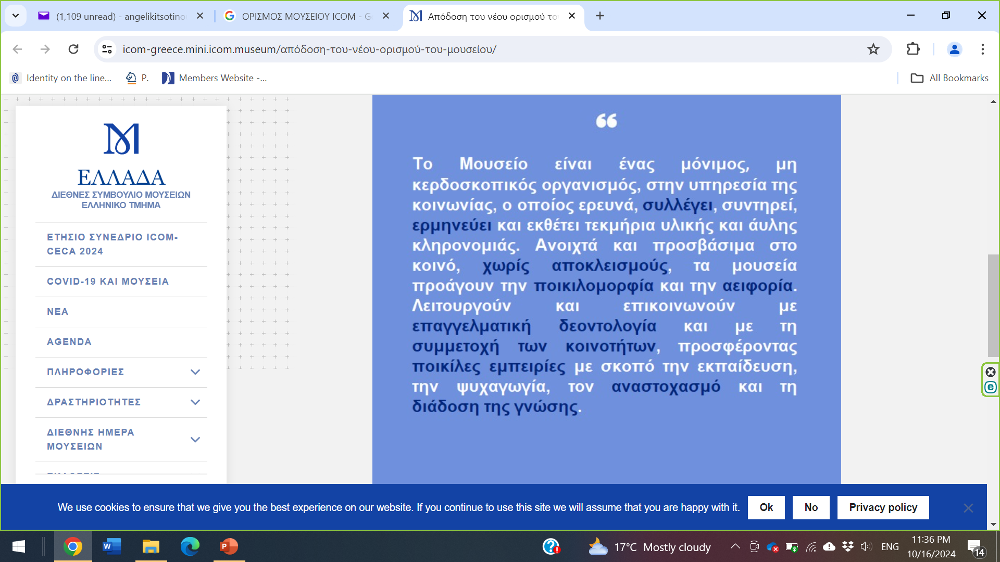 (1,109 unread) - angelikitsotino
ΟΡΙΣΜΟΣ ΜΟΥΣΕΙΟΥ ICOM - Go
Απόδοση του νέου ορισμού το
icom-greece.mini.icom.museum/απόδοση-του-νέου-ορισμού-του-μουσείου/
Identity on the line...
P.
Members Website -...
All Bookmarks
ΕΛΛΑΔΑ
ΔΙΕΘΝΕΣ ΣΥΜΒΟΥΛΙΟ ΜΟΥΣΕΙΩΝ
ΕΛΛΗΝΙΚΟ ΤΜΗΜΑ
ΕΤΗΣΙΟ ΣΥΝΕΔΡΙΟ ICOM-
CECA 2024
COVID-19 ΚΑΙ ΜΟΥΣΕΙΑ
ΝΕΑ
AGENDA
ΠΛΗΡΟΦΟΡΙΕΣ
ΔΡΑΣΤΗΡΙΟΤΗΤΕΣ
ΔΙΕΘΝΗΣ ΗΜΕΡΑ
ΜΟΥΣΕΙΩΝ
❝
Το Μουσείο είναι ένας μόνιμος, μη
κερδοσκοπικός οργανισμός, στην υπηρεσία της
κοινωνίας, ο οποίος ερευνά, συλλέγει, συντηρεί,
ερμηνεύει και εκθέτει τεκμήρια υλικής και άυλης
κληρονομιάς. Ανοιχτά και προσβάσιμα στο
κοινό, χωρίς αποκλεισμούς, τα μουσεία
προάγουν την ποικιλομορφία και την αειφορία.
Λειτουργούν και επικοινωνούν με
επαγγελματική δεοντολογία και με τη
συμμετοχή των κοινοτήτων, προσφέροντας
ποικίλες εμπειρίες με σκοπό την εκπαίδευση,
την ψυχαγωγία, τον αναστοχασμό και τη
διάδοση της γνώσης.
We use cookies to ensure that we give you the best experience on our website. If you continue to use this site we will assume that you are happy with it.
Ok
No
Privacy policy
17°C Mostly cloudy
ENG
11:36 PM
10/16/2024
14